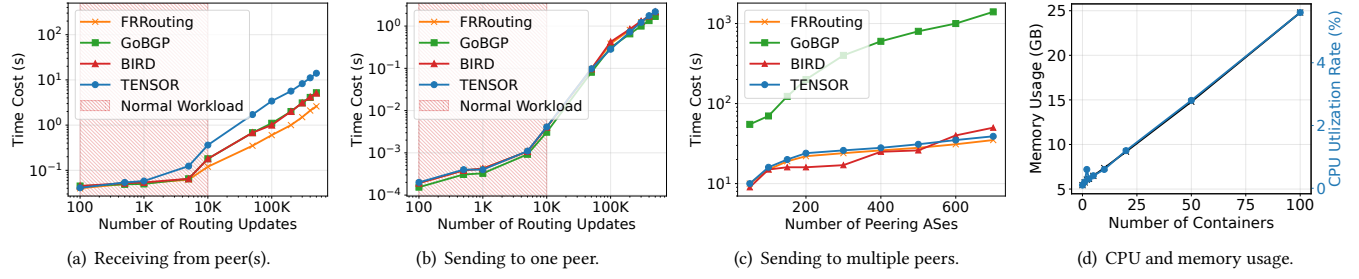 FRRouting
GoBGP
BIRD
TENSOR
Normal Workload
Time Cost (s)
10²
10¹
10⁰
10⁻¹
100 1K 10K 100K
Number of Routing Updates
(a) Receiving from peer(s).
FRRouting
GoBGP
BIRD
TENSOR
Normal Workload
Time Cost (s)
10⁰
10⁻¹
10⁻²
10⁻³
10⁻⁴
100 1K 10K 100K
Number of Routing Updates
(b) Sending to one peer.
FRRouting
GoBGP
BIRD
TENSOR
Time Cost (s)
10³
10²
10¹
200 400 600
Number of Peering ASes
(c) Sending to multiple peers.
Memory Usage (GB)
25
20
15
10
5
0 25 50 75 100
Number of Containers
4
2
0
CPU Utlization Rate (%)
(d) CPU and memory usage.